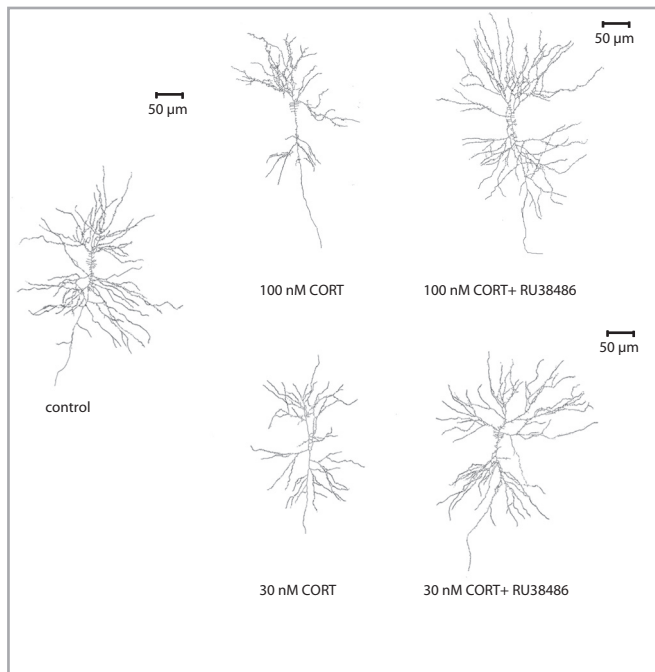 50 µm
50 µm
100 nM CORT
100 nM CORT+ RU38486
50 µm
control
30 nM CORT
30 nM CORT+ RU38486